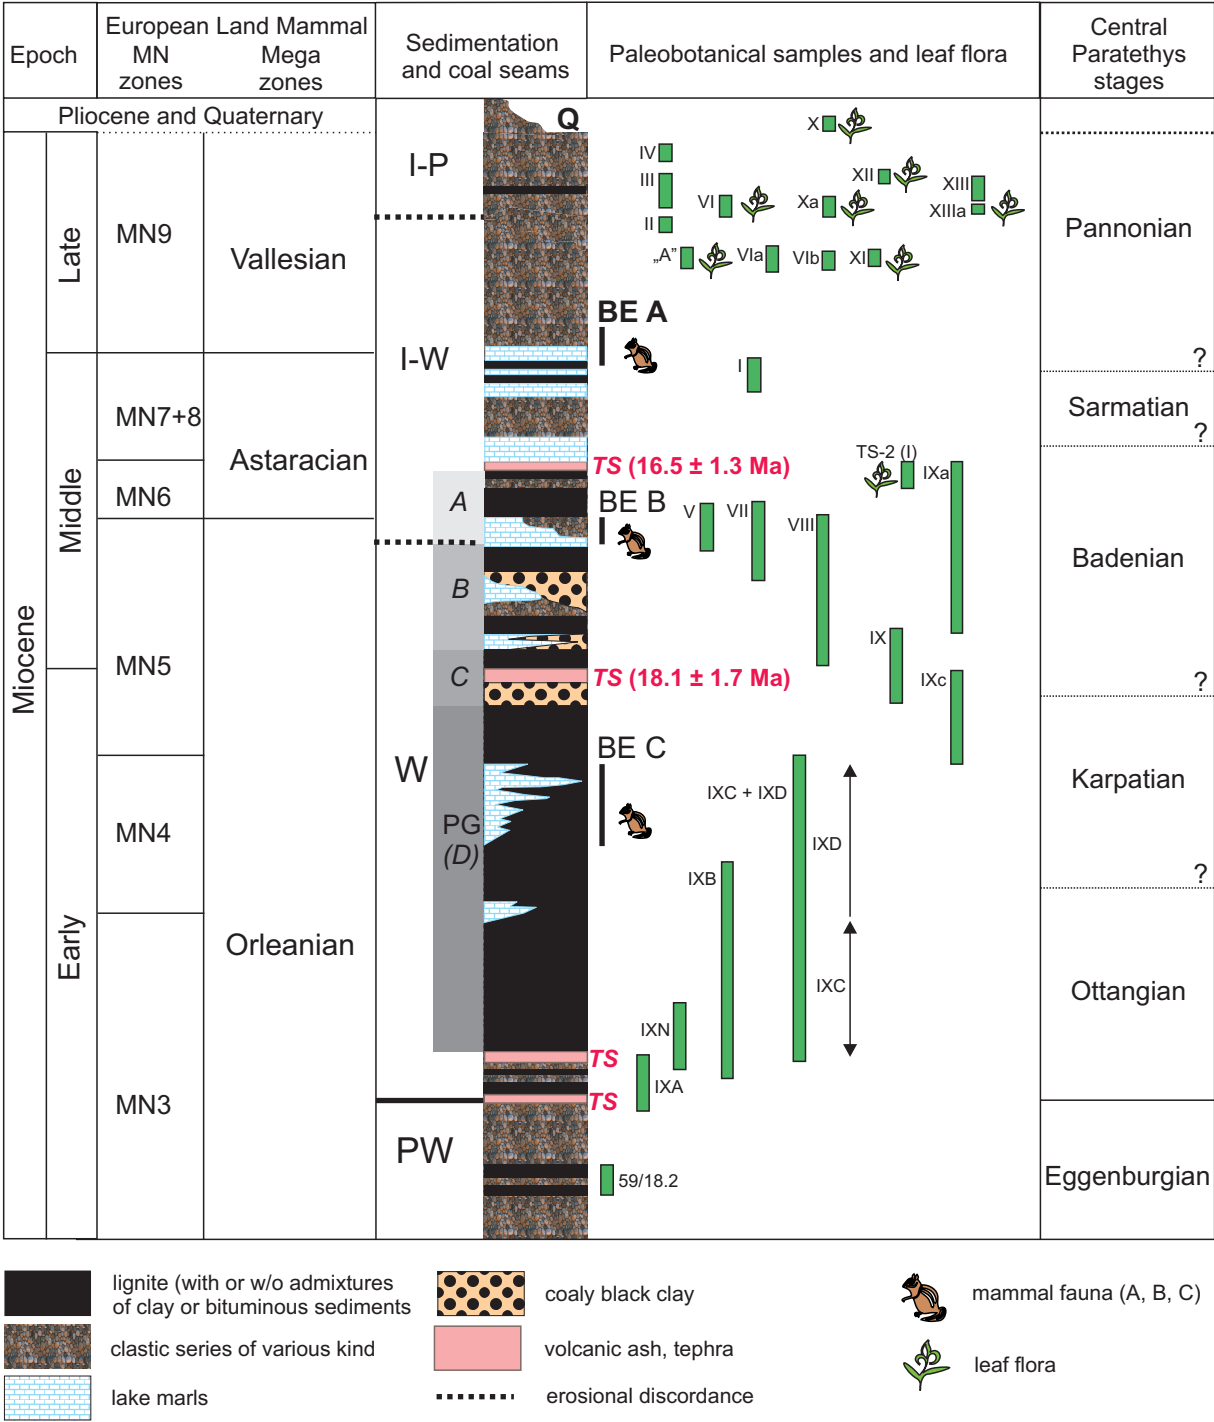 Epoch
European Land Mammal
MN
zones
Mega
zones
Sedimentation
and coal seams
Paleobotanical samples and leaf flora
Central
Paratethys
stages
Pliocene and Quaternary
Q
X
I-P
IV
III
II
VI
XII
Xa
XIII
XIIIa
Miocene
Late
MN9
Vallesian
Pannonian
„A”
VIa
VIb
XI
BE A
I-W
I
?
Middle
MN7+8
Astaracian
Sarmatian
?
TS (16.5 ± 1.3 Ma)
TS-2 (I)
IXa
MN6
A
BE B
V
VII
VIII
Badenian
B
IX
MN5
C
TS (18.1 ± 1.7 Ma)
IXc
?
Early
W
BE C
Karpatian
IXC + IXD
MN4
PG
(D)
IXD
IXB
?
Orleanian
IXC
Ottangian
IXN
TS
IXA
MN3
TS
PW
59/18.2
Eggenburgian
lignite (with or w/o admixtures
of clay or bituminous sediments
coaly black clay
mammal fauna (A, B, C)
clastic series of various kind
volcanic ash, tephra
leaf flora
lake marls
erosional discordance